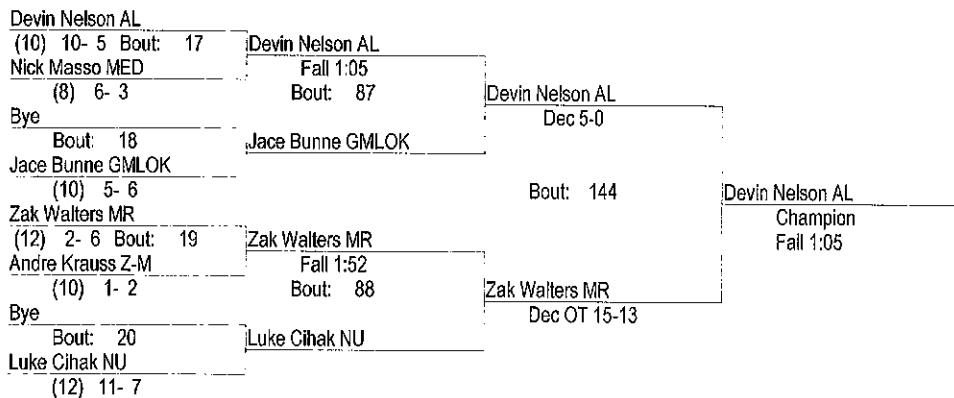 Devin Nelson AL
(10) 10- 5 Bout: 17
Nick Masso MED
(8) 6- 3
Bye
Bout: 18
Jace Bunne GMLOK
(10) 5- 6
Zak Walters MR
(12) 2- 6 Bout: 19
Andre Krauss Z-M
(10) 1- 2
Bye
Bout: 20
Luke Cihak NU
(12) 11- 7
Devin Nelson AL
Fall 1:05
Bout: 87
Jace Bunne GMLOK
Zak Walters MR
Fall 1:52
Bout: 88
Luke Cihak NU
Devin Nelson AL
Dec 5-0
Bout: 144
Zak Walters MR
Dec OT 15-13
Devin Nelson AL
Champion
Fall 1:05